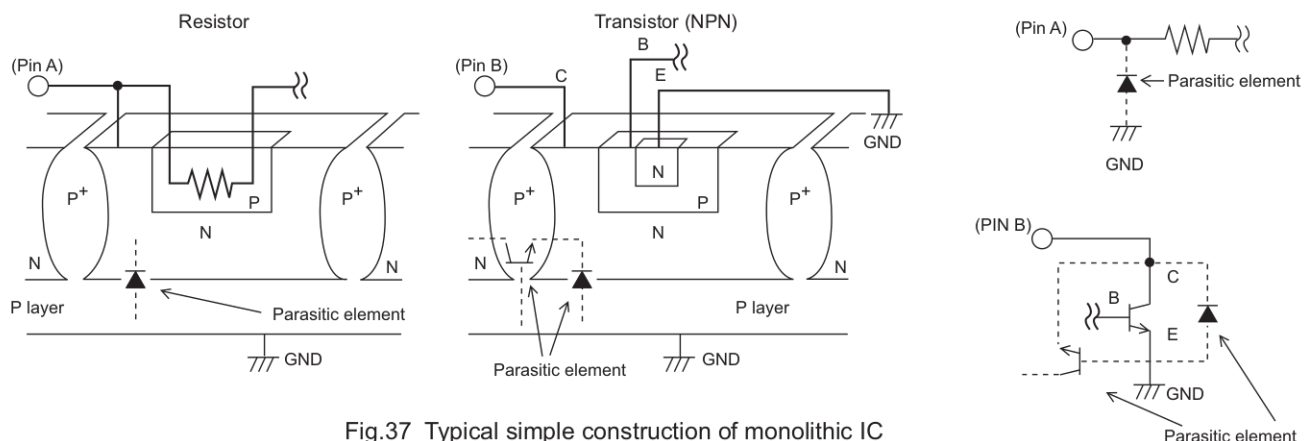 Resistor
(Pin A)
P+
P+
P
N
N
N
P layer
Parasitic element
GND
Transistor (NPN)
(Pin B)
C
B
E
GND
P+
P+
N
P
N
N
N
P layer
Parasitic element
GND
(Pin A)
Parasitic element
GND
(PIN B)
C
B
E
GND
Parasitic element
Fig.37 Typical simple construction of monolithic IC